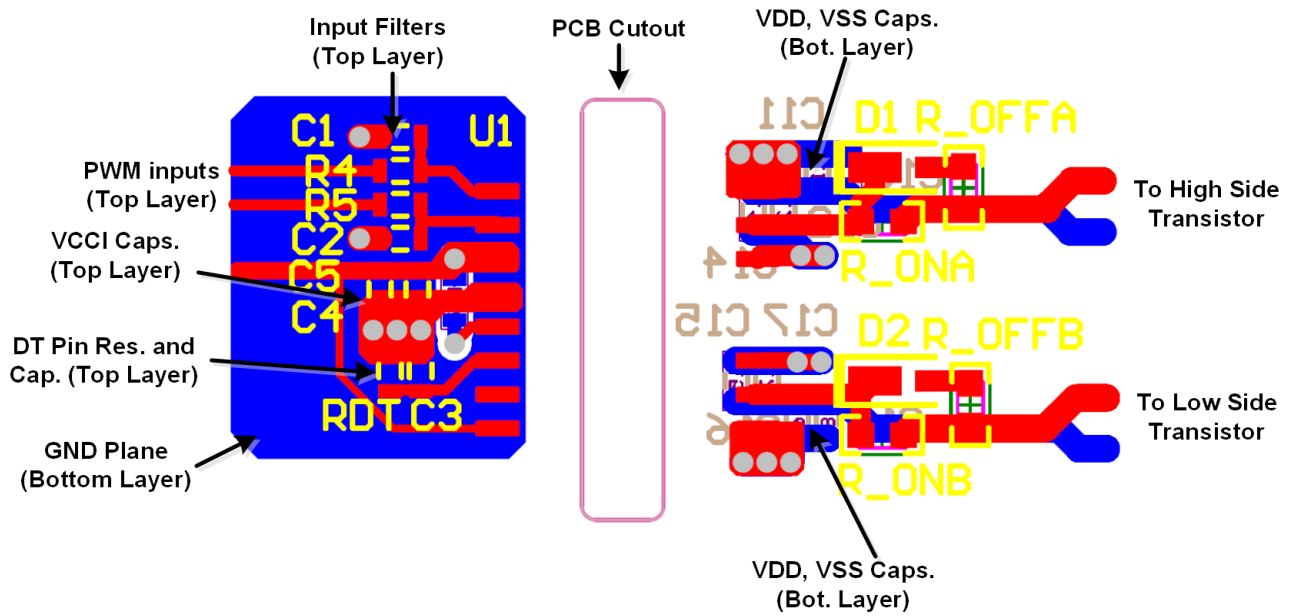 Input Filters
(Top Layer)
PCB Cutout
VDD, VSS Caps.
(Bot. Layer)
C1
U1
R4
R5
C2
C5
C4
RDT C3
PWM inputs
(Top Layer)
VCCI Caps.
(Top Layer)
DT Pin Res. and
Cap. (Top Layer)
GND Plane
(Bottom Layer)
C11
D1 R_OFFA
R_ONA
C14
To High Side
Transistor
C15 C17
D2 R_OFFB
R_ONB
To Low Side
Transistor
VDD, VSS Caps.
(Bot. Layer)